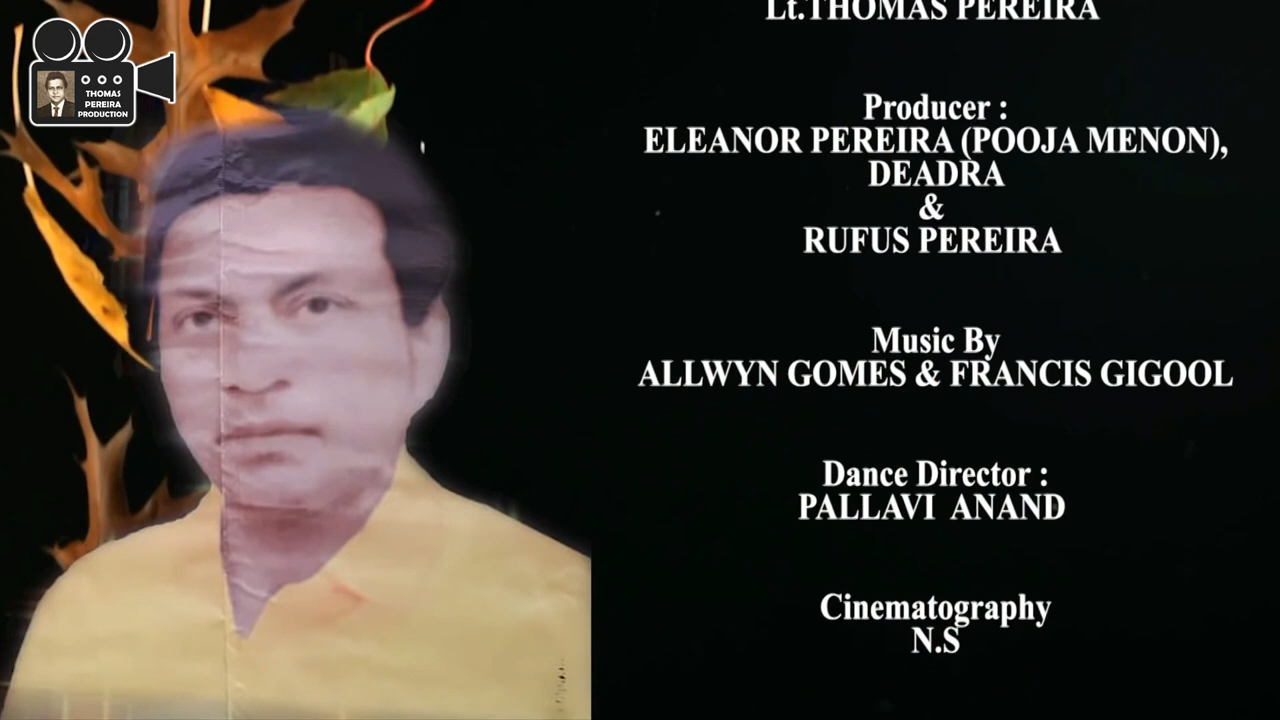 THOMAS
PEREIRA
PRODUCTION
Lt.THOMAS PEREIRA
Producer :
ELEANOR PEREIRA (POOJA MENON),
DEADRA
&
RUFUS PEREIRA
Music By
ALLWYN GOMES & FRANCIS GIGOOL
Dance Director :
PALLAVI ANAND
Cinematography
N.S